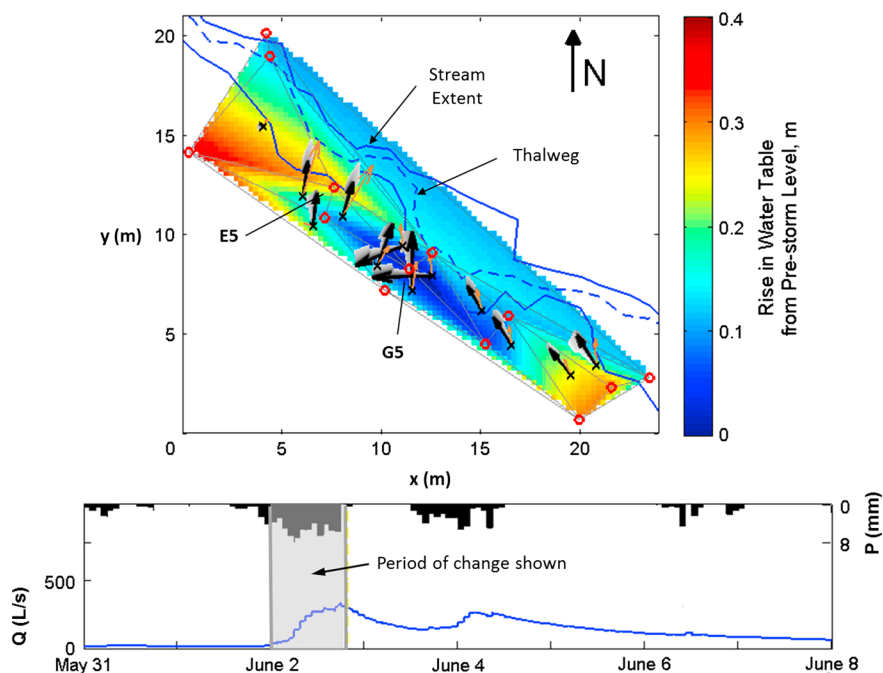 20
15
10
5
y (m)
0
5
10
15
20
x (m)
N
Stream
Extent
Thalweg
E5
G5
0.4
0.3
0.2
0.1
0
Rise in Water Table
from Pre-storm Level, m
Period of change shown
500
0
Q (L/s)
0
8
P (mm)
May 31
June 2
June 4
June 6
June 8